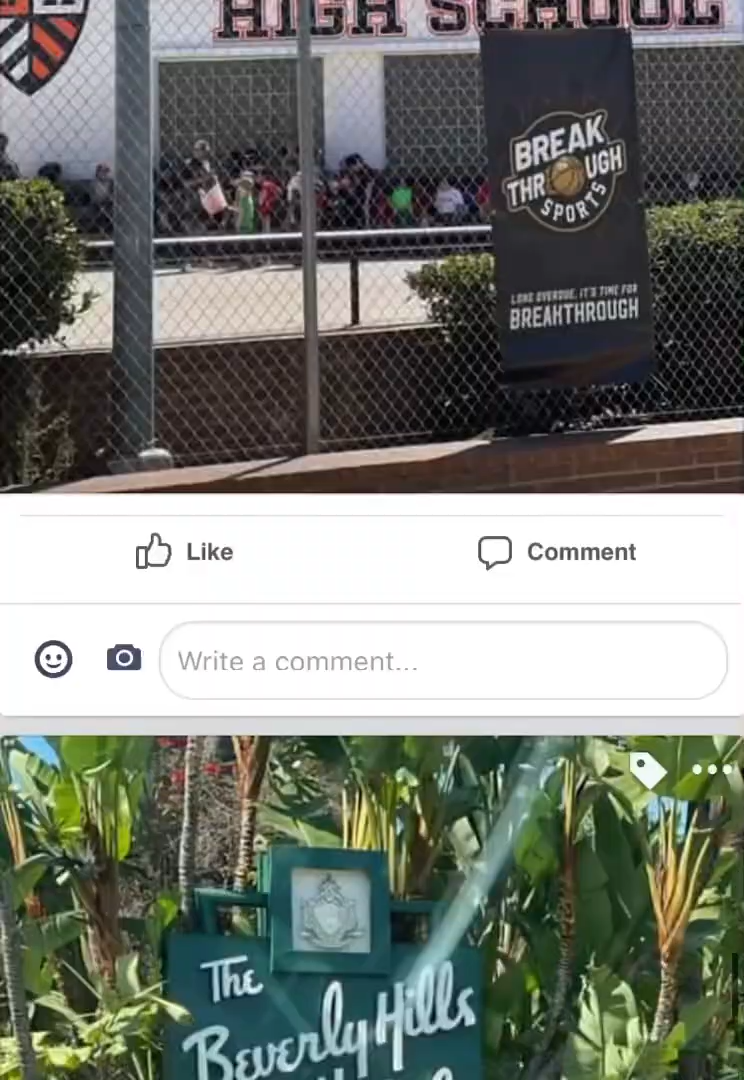 HIGH SCHOOL
BREAK
THROUGH
SPORTS
LONG OVERDUE, IT'S TIME FOR
BREAKTHROUGH
Like
Comment
Write a comment...
The
Beverly Hills